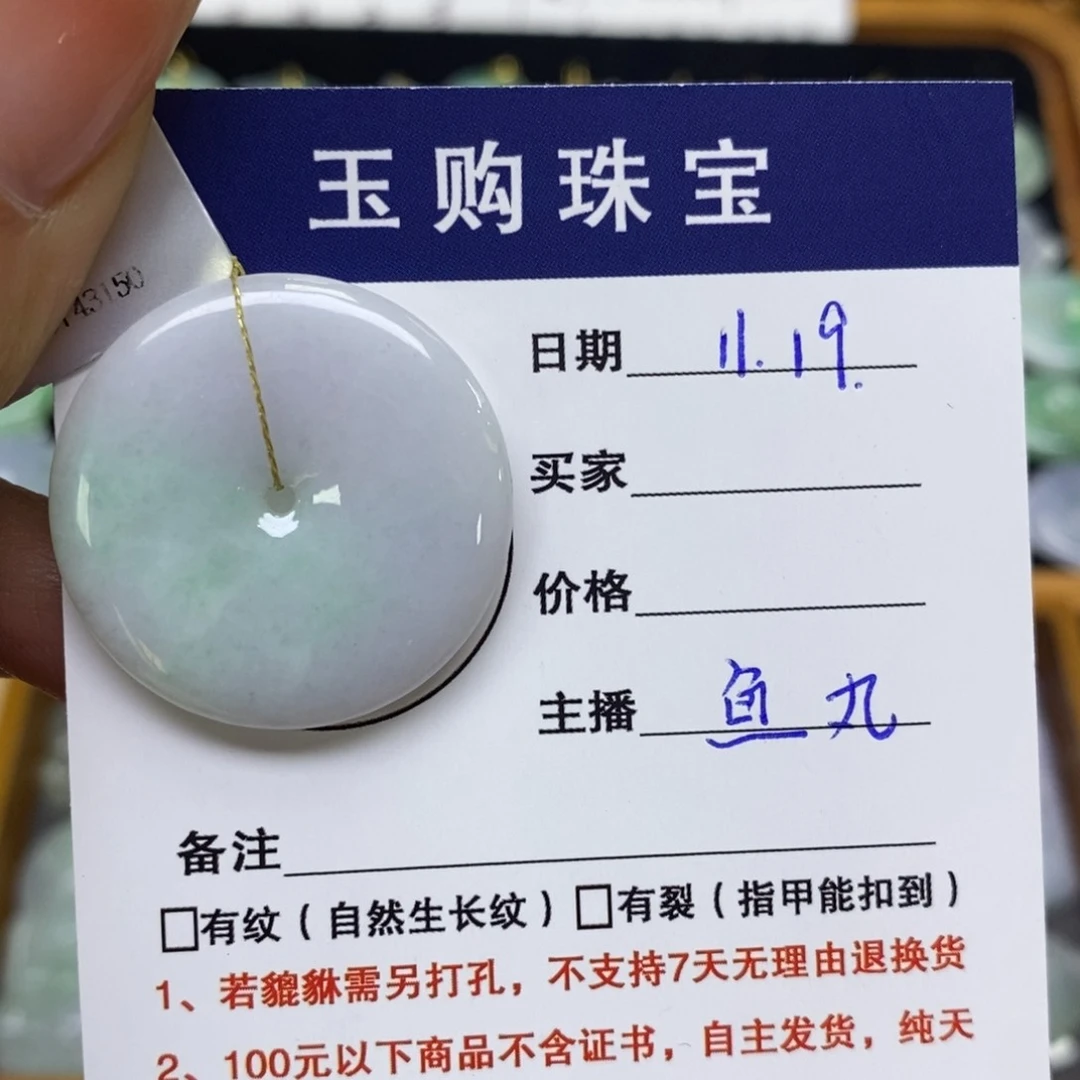 玉购珠宝
43150
日期 11.19.
买家
价格
主播 鱼丸
备注
□有纹（自然生长纹）□有裂（指甲能扣到）
1、若貔貅需另打孔，不支持7天无理由退换货
2、100元以下商品不含证书，自主发货，纯天